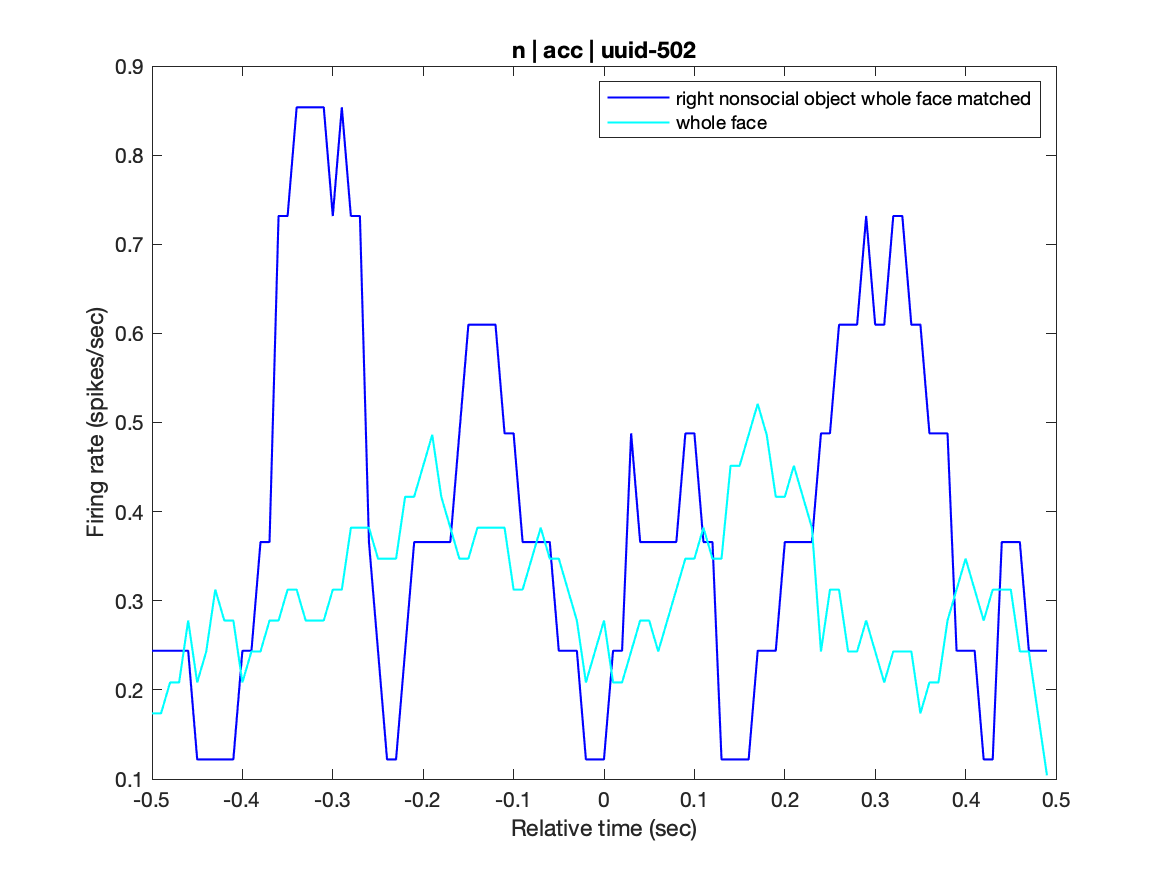 n | acc | uuid-502
right nonsocial object whole face matched
whole face
Firing rate (spikes/sec)
0.9
0.8
0.7
0.6
0.5
0.4
0.3
0.2
0.1
-0.5 -0.4 -0.3 -0.2 -0.1 0 0.1 0.2 0.3 0.4 0.5
Relative time (sec)